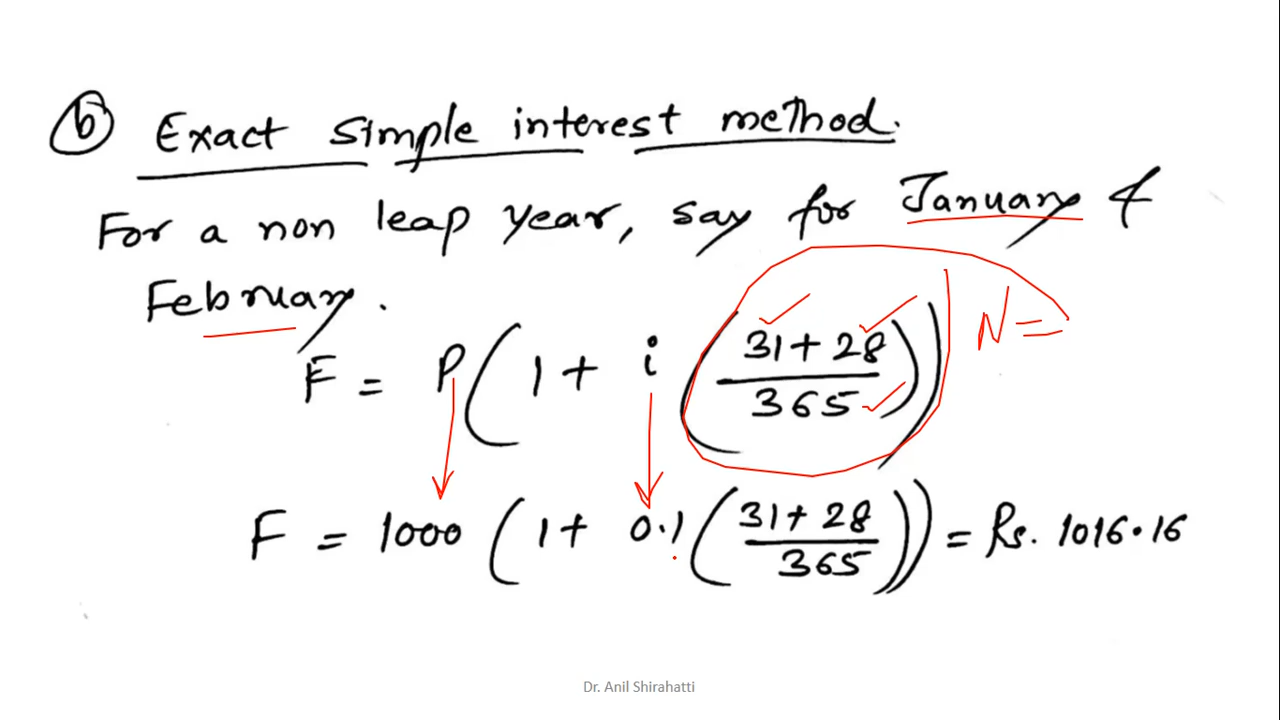 (b) Exact simple interest method.
For a non leap year, say for January &
February.
F = P(1 + i(31 + 28 / 365)) N =
F = 1000 (1 + 0.1(31 + 28 / 365)) = Rs. 1016.16
Dr. Anil Shirahatti